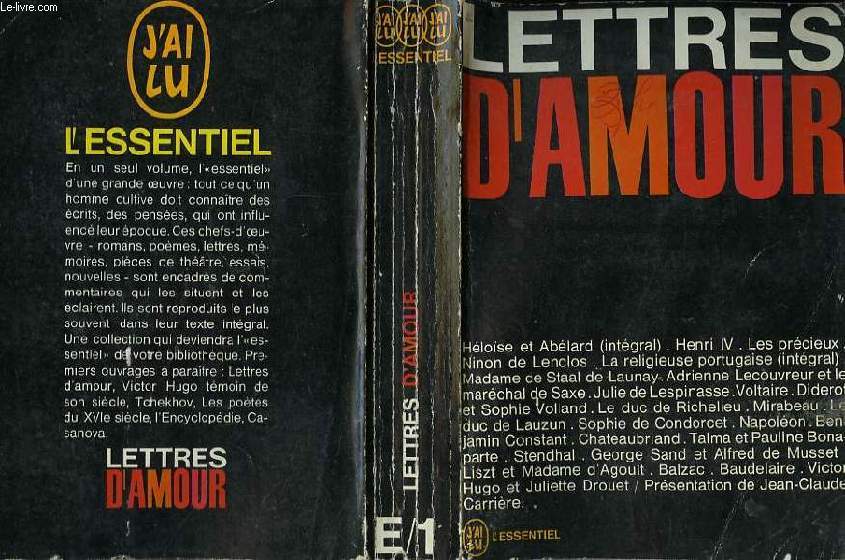 Le-livre.com
J'AI
LU
L'ESSENTIEL
En un seul volume, l'«essentiel»
d'une grande œuvre : tout ce qu'un
homme cultivé doit connaître des
écrits, des pensées, qui ont influ-
encé leur époque. Ces chefs-d'œu-
vre - romans, poèmes, lettres, mé-
moires, pièces de théâtre, essais,
nouvelles - sont encadrés de com-
mentaires qui les situent et les
éclairent. Ils sont reproduits le plus
souvent dans leur texte intégral.
Une collection qui deviendra l'«es-
sentiel» de votre bibliothèque. Pre-
miers ouvrages à paraître : Lettres
d'amour, Victor Hugo témoin de
son siècle, Tchekhov, Les poètes
du XVIe siècle, l'Encyclopédie, Ca-
sanova.
LETTRES
D'AMOUR
J'AI LU J'AI LU J'AI LU
L'ESSENTIEL
LETTRES D'AMOUR
E/1
LETTRES
D'AMOUR
Héloïse et Abélard (intégral) . Henri IV . Les précieux .
Ninon de Lenclos . La religieuse portugaise (intégral) .
Madame de Staal de Launay . Adrienne Lecouvreur et le
maréchal de Saxe . Julie de Lespinasse . Voltaire . Diderot
et Sophie Volland . Le duc de Richelieu . Mirabeau . Le
duc de Lauzun . Sophie de Condorcet . Napoléon . Ben-
jamin Constant . Chateaubriand . Talma et Pauline Bona-
parte . Stendhal . George Sand et Alfred de Musset .
Liszt et Madame d'Agoult . Balzac . Baudelaire . Victor
Hugo et Juliette Drouet / Présentation de Jean-Claude
Carrière.
J'AI LU L'ESSENTIEL